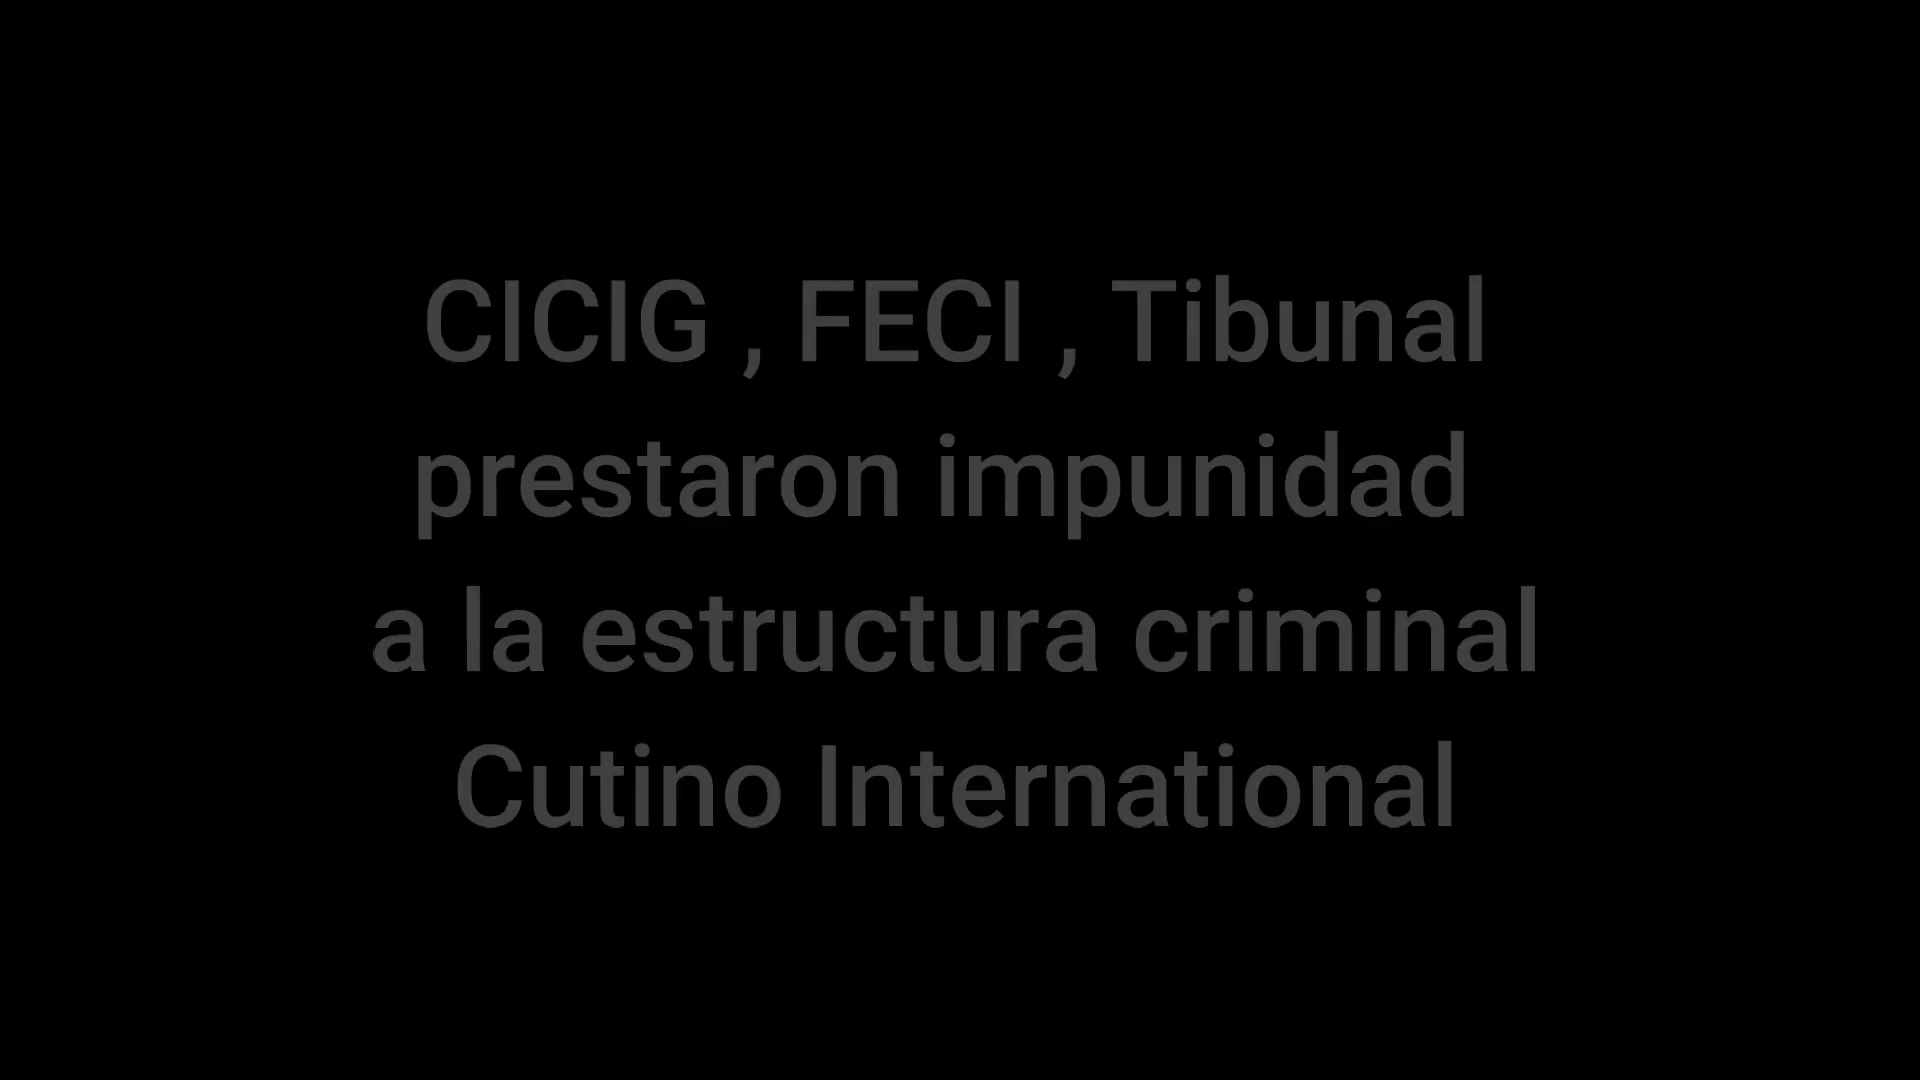 CICIG , FECI , Tibunal
prestaron impunidad
a la estructura criminal
Cutino International